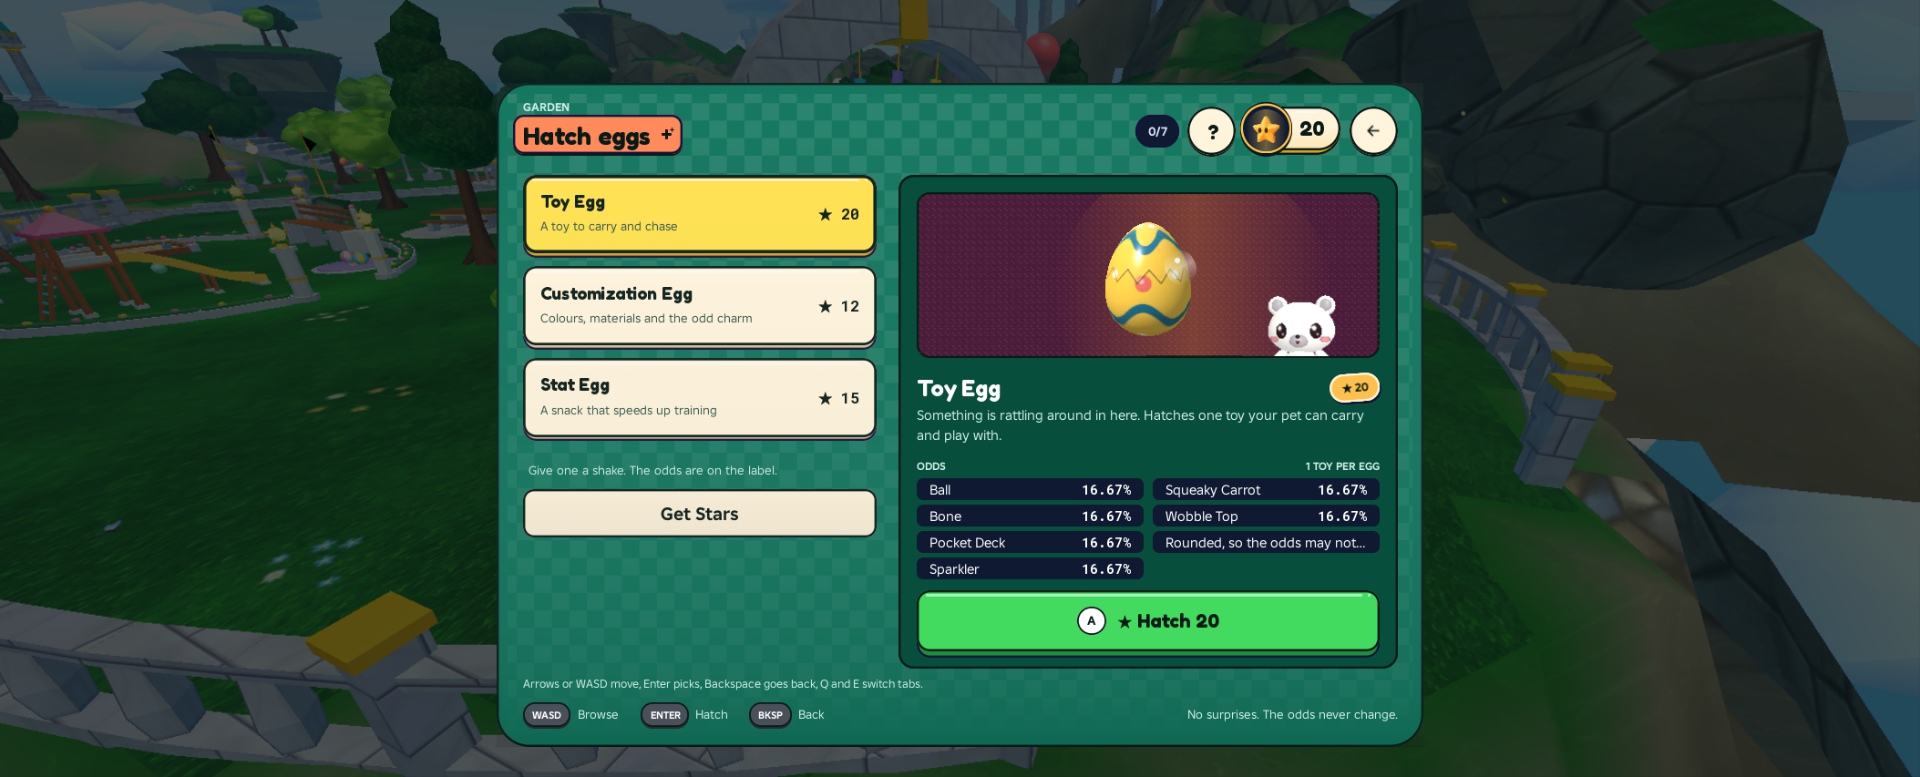 GARDEN
Hatch eggs
0/7
?
20
Toy Egg
A toy to carry and chase
★ 20
Customization Egg
Colours, materials and the odd charm
★ 12
Stat Egg
A snack that speeds up training
★ 15
Give one a shake. The odds are on the label.
Get Stars
Toy Egg
★ 20
Something is rattling around in here. Hatches one toy your pet can carry
and play with.
ODDS
1 TOY PER EGG
Ball 16.67%
Squeaky Carrot 16.67%
Bone 16.67%
Wobble Top 16.67%
Pocket Deck 16.67%
Rounded, so the odds may not...
Sparkler 16.67%
A ★ Hatch 20
Arrows or WASD move, Enter picks, Backspace goes back, Q and E switch tabs.
WASD Browse ENTER Hatch BKSP Back
No surprises. The odds never change.